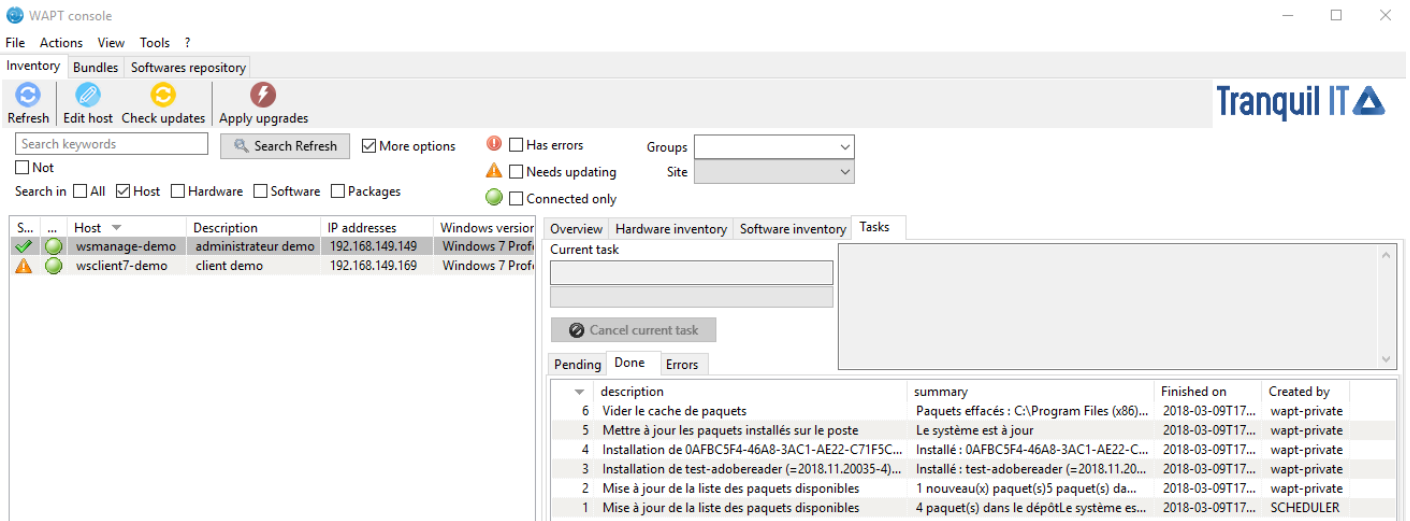 WAPT console
File Actions View Tools ?
Inventory Bundles Softwares repository
Refresh Edit host Check updates Apply upgrades
Tranquil IT
Search keywords Search Refresh More options Has errors Groups
Not Needs updating Site
Search in All Host Hardware Software Packages Connected only
S... ... Host Description IP addresses Windows version
wsmanage-demo administrateur demo 192.168.149.149 Windows 7 Profe
wsclient7-demo client demo 192.168.149.169 Windows 7 Profe
Overview Hardware inventory Software inventory Tasks
Current task
Cancel current task
Pending Done Errors
description summary Finished on Created by
6 Vider le cache de paquets Paquets effacés : C:\Program Files (x86)... 2018-03-09T17... wapt-private
5 Mettre à jour les paquets installés sur le poste Le système est à jour 2018-03-09T17... wapt-private
4 Installation de 0AFBC5F4-46A8-3AC1-AE22-C71F5C... Installé : 0AFBC5F4-46A8-3AC1-AE22-C... 2018-03-09T17... wapt-private
3 Installation de test-adobereader (=2018.11.20035-4)... Installé : test-adobereader (=2018.11.20... 2018-03-09T17... wapt-private
2 Mise à jour de la liste des paquets disponibles 1 nouveau(x) paquet(s)5 paquet(s) da... 2018-03-09T17... wapt-private
1 Mise à jour de la liste des paquets disponibles 4 paquet(s) dans le dépôtLe système es... 2018-03-09T17... SCHEDULER